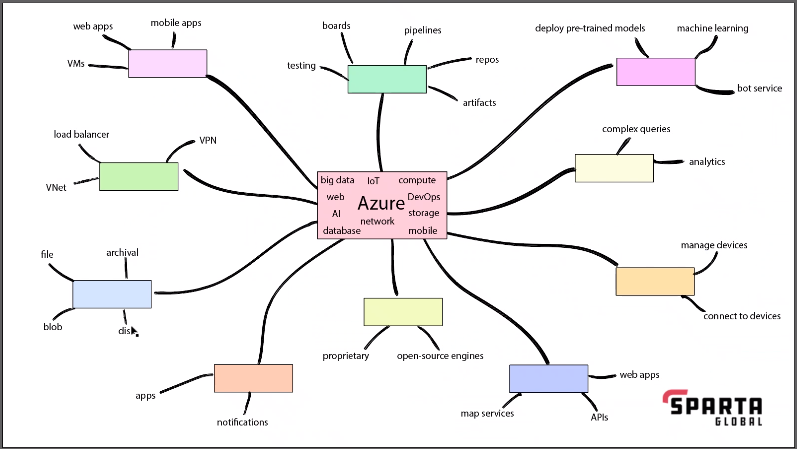 web apps
mobile apps
VMs
boards
pipelines
testing
repos
artifacts
deploy pre-trained models
machine learning
bot service
load balancer
VPN
VNet
complex queries
analytics
big data IoT compute
web Azure DevOps
AI storage
network
database mobile
file
archival
blob
disk
manage devices
connect to devices
proprietary
open-source engines
apps
notifications
web apps
map services
APIs
SPARTA
GLOBAL